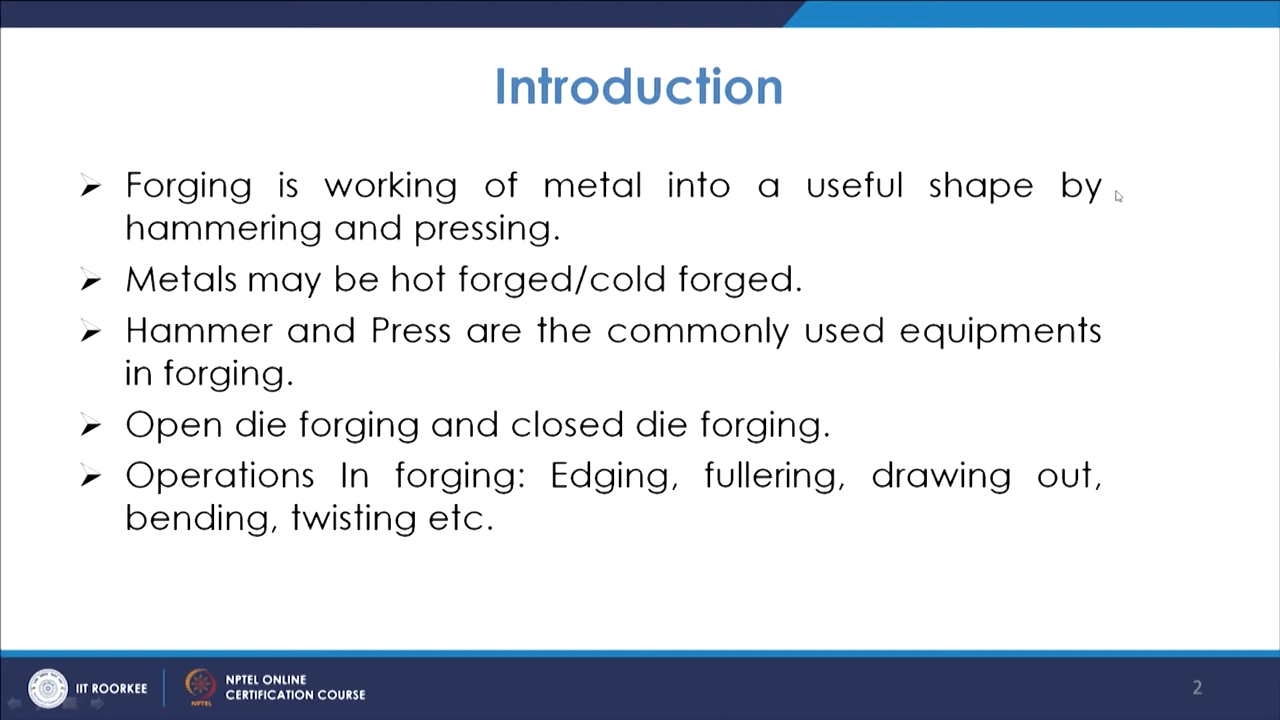 Introduction
Forging is working of metal into a useful shape by
hammering and pressing.
Metals may be hot forged/cold forged.
Hammer and Press are the commonly used equipments
in forging.
Open die forging and closed die forging.
Operations In forging: Edging, fullering, drawing out,
bending, twisting etc.
IIT ROORKEE
NPTEL
NPTEL ONLINE
CERTIFICATION COURSE
2